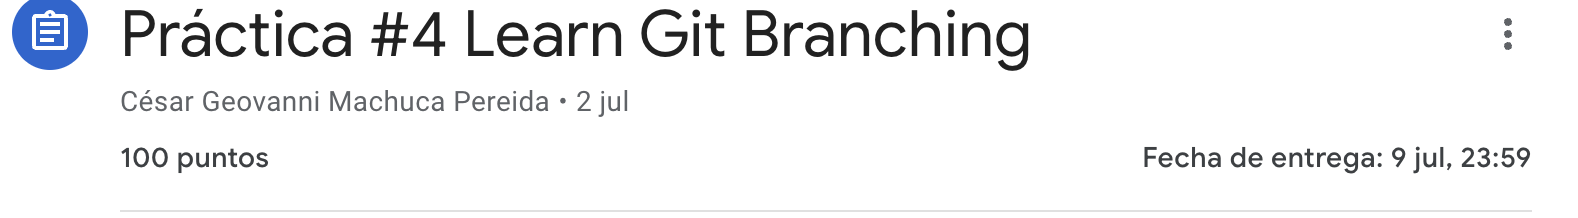 Práctica #4 Learn Git Branching
César Geovanni Machuca Pereida • 2 jul
100 puntos
Fecha de entrega: 9 jul, 23:59